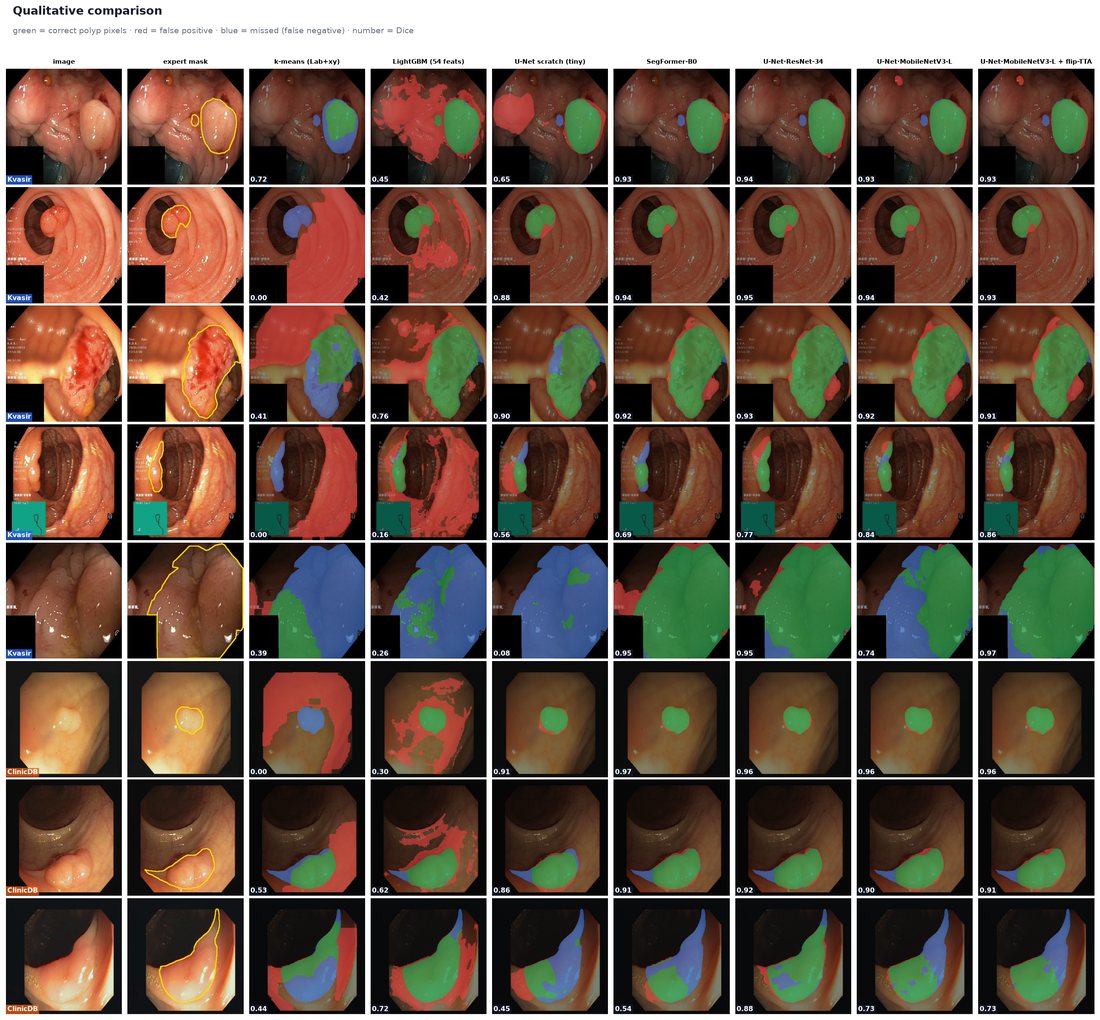 Qualitative comparison
green = correct polyp pixels · red = false positive · blue = missed (false negative) · number = Dice
image expert mask k-means (Lab+xy) LightGBM (54 feats) U-Net scratch (tiny) SegFormer-B0 U-Net·ResNet-34 U-Net·MobileNetV3-L U-Net·MobileNetV3-L + flip-TTA
Kvasir 0.72 0.45 0.65 0.93 0.94 0.93 0.93
Kvasir 0.00 0.42 0.88 0.94 0.95 0.94 0.93
Kvasir 0.41 0.76 0.90 0.92 0.93 0.92 0.91
Kvasir 0.00 0.16 0.56 0.69 0.77 0.84 0.86
Kvasir 0.39 0.26 0.08 0.95 0.95 0.74 0.97
ClinicDB 0.00 0.30 0.91 0.97 0.96 0.96 0.96
ClinicDB 0.53 0.62 0.86 0.91 0.92 0.90 0.91
ClinicDB 0.44 0.72 0.45 0.54 0.88 0.73 0.73